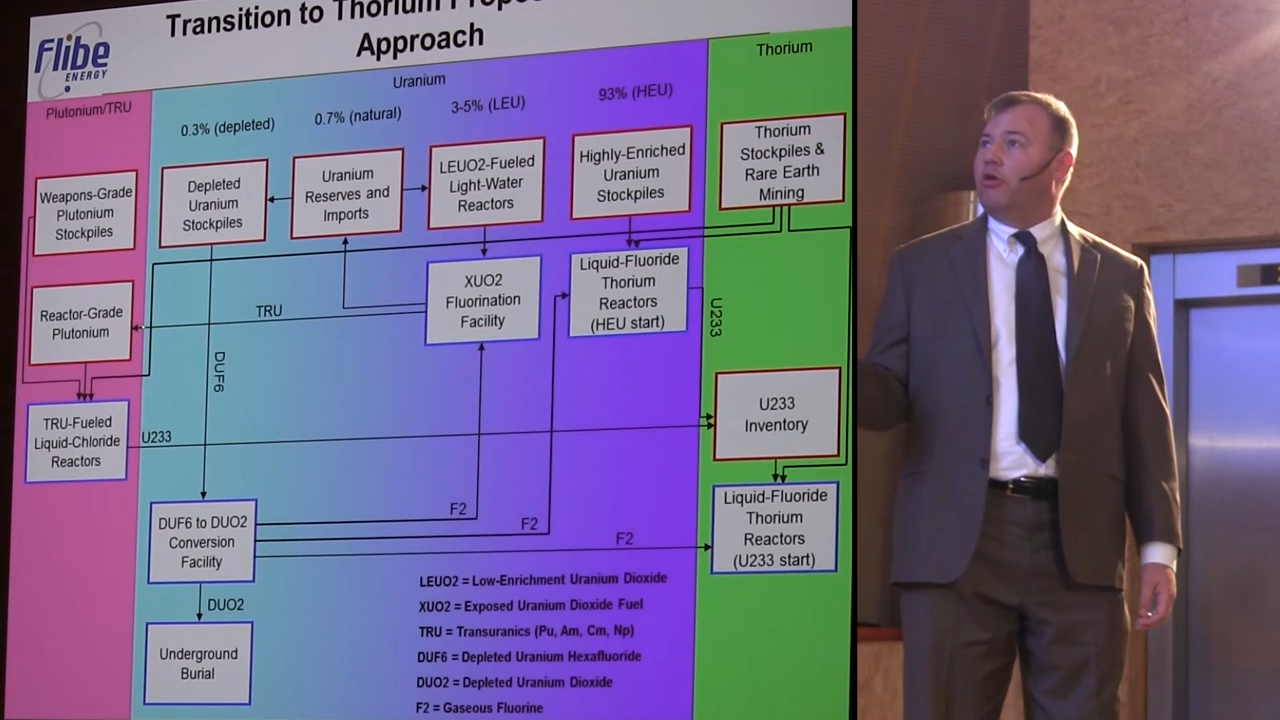 Transition to Thorium
Approach
Flibe
ENERGY
Plutonium/TRU
Uranium
Thorium
0.3% (depleted)
0.7% (natural)
3-5% (LEU)
93% (HEU)
Weapons-Grade
Plutonium
Stockpiles
Depleted
Uranium
Stockpiles
Uranium
Reserves and
Imports
LEUO2-Fueled
Light-Water
Reactors
Highly-Enriched
Uranium
Stockpiles
Thorium
Stockpiles &
Rare Earth
Mining
Reactor-Grade
Plutonium
TRU
XUO2
Fluorination
Facility
Liquid-Fluoride
Thorium
Reactors
(HEU start)
U233
DUF6
TRU-Fueled
Liquid-Chloride
Reactors
U233
U233
Inventory
DUF6 to DUO2
Conversion
Facility
F2
F2
F2
Liquid-Fluoride
Thorium
Reactors
(U233 start)
DUO2
Underground
Burial
LEUO2 = Low-Enrichment Uranium Dioxide
XUO2 = Exposed Uranium Dioxide Fuel
TRU = Transuranics (Pu, Am, Cm, Np)
DUF6 = Depleted Uranium Hexafluoride
DUO2 = Depleted Uranium Dioxide
F2 = Gaseous Fluorine